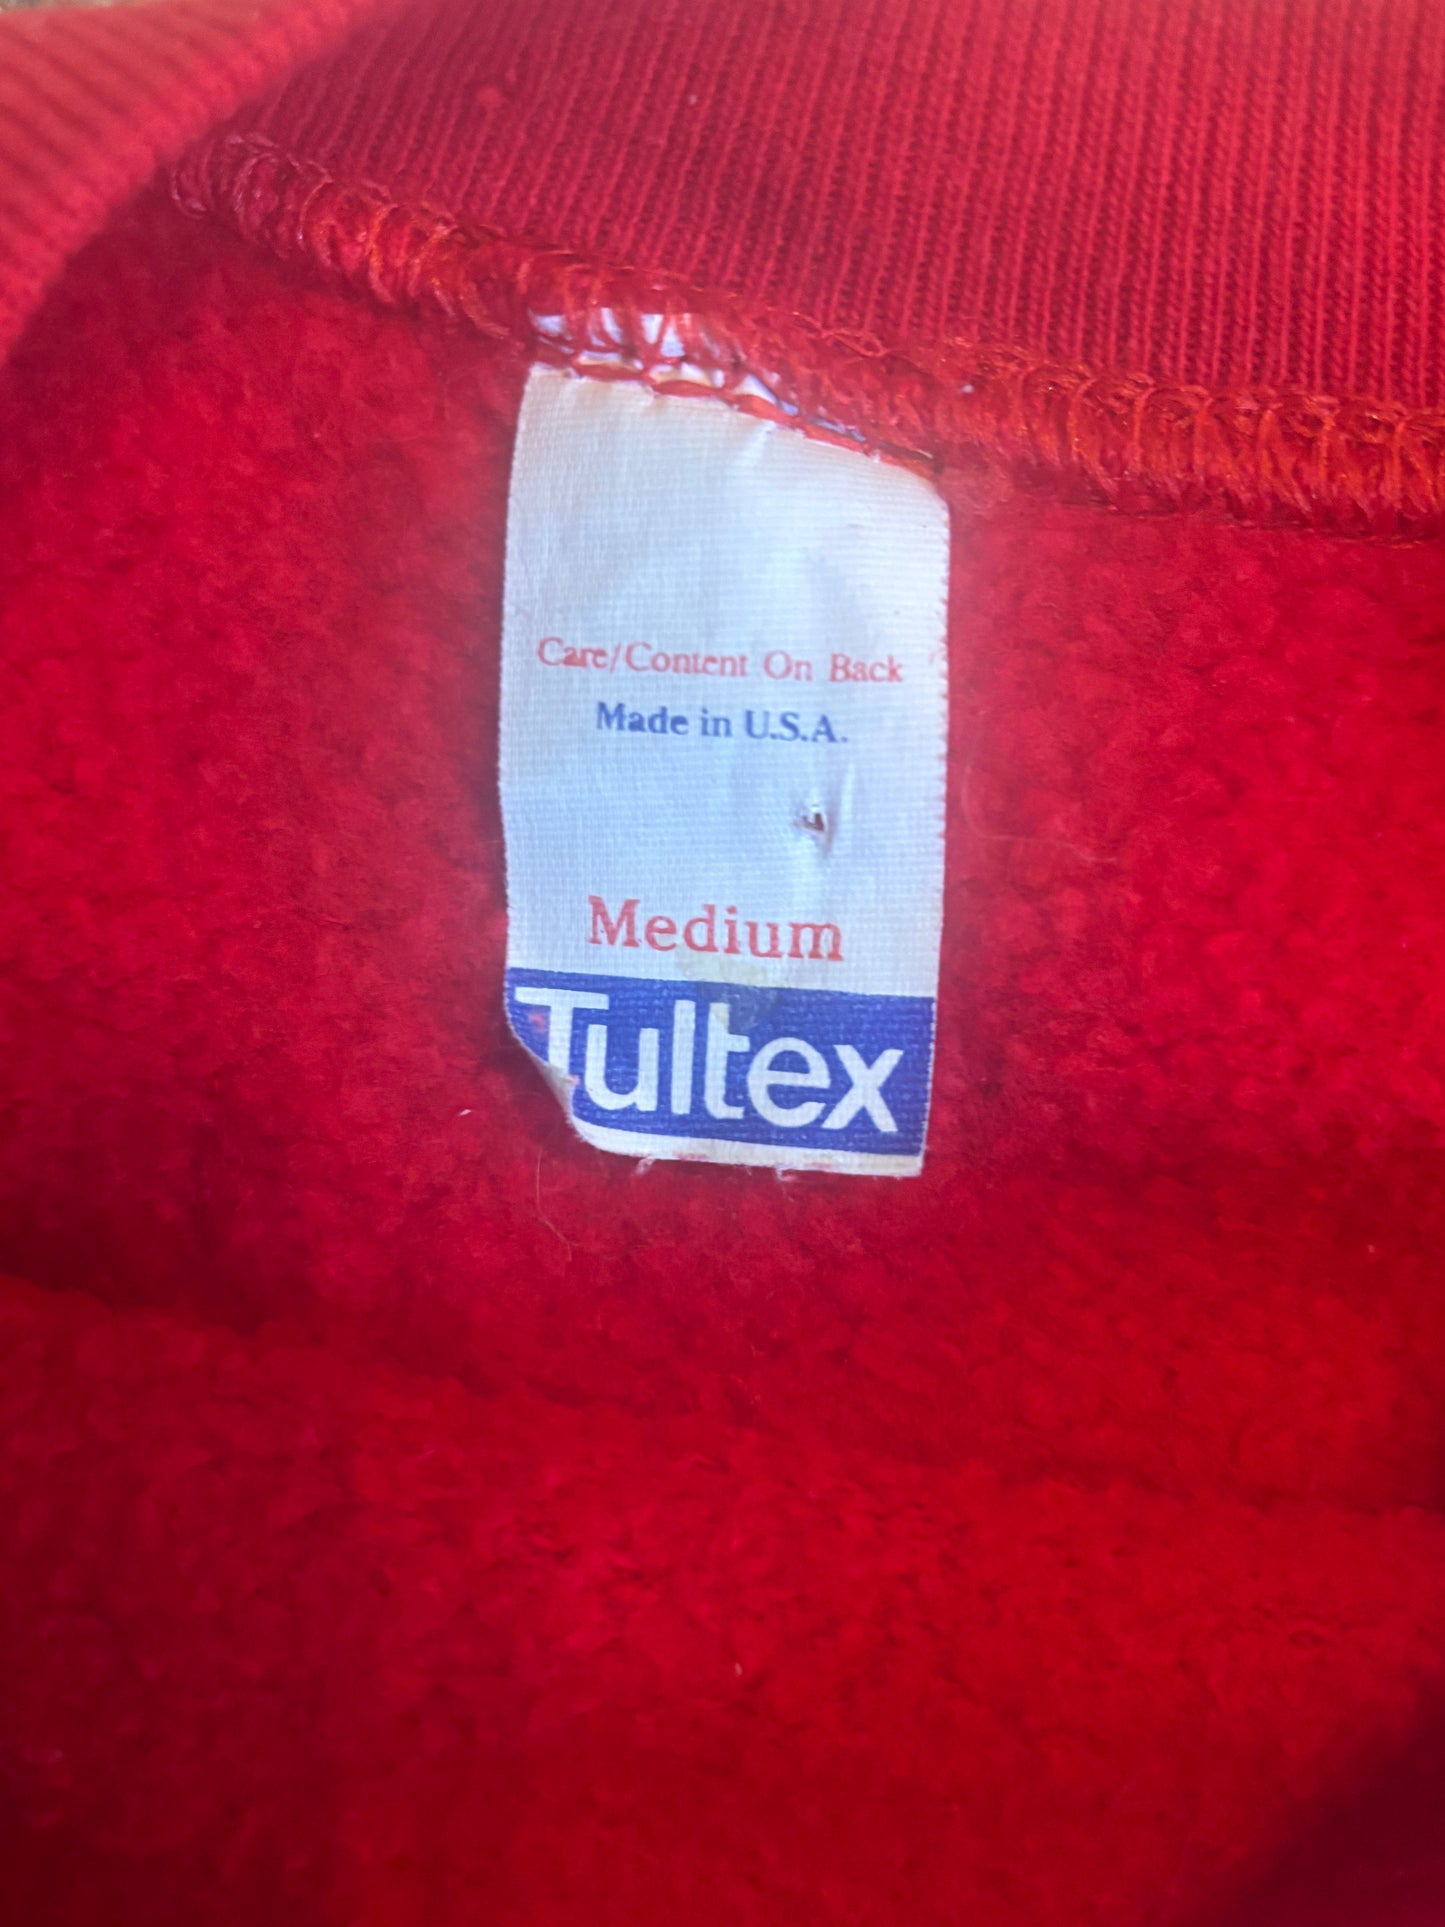 Care/Content On Back
Made in U.S.A.
Medium
Tultex